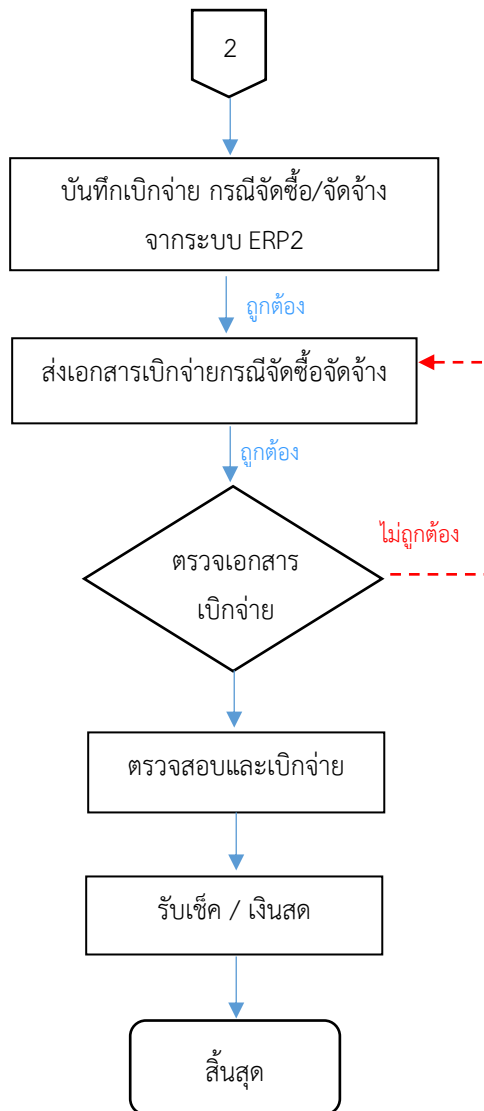 2
บันทึกเบิกจ่าย กรณีจัดซื้อ/จัดจ้าง
จากระบบ ERP2
ถูกต้อง
ส่งเอกสารเบิกจ่ายกรณีจัดซื้อจัดจ้าง
ถูกต้อง
ไม่ถูกต้อง
ตรวจเอกสาร
เบิกจ่าย
ตรวจสอบและเบิกจ่าย
รับเช็ค / เงินสด
สิ้นสุด